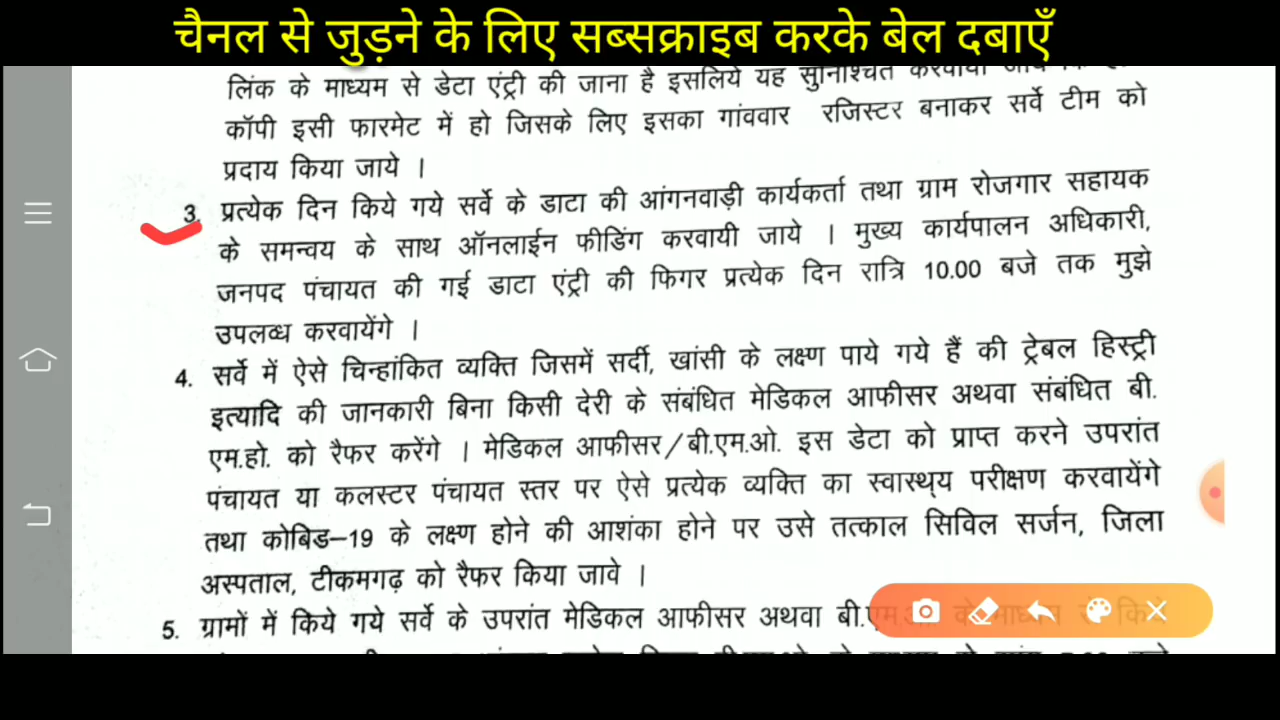 चैनल से जुड़ने के लिए सब्सक्राइब करके बेल दबाएँ
लिंक के माध्यम से डेटा एंट्री की जाना है इसलिये यह सुनिश्चित करवाया
कॉपी इसी फारमेट में हो जिसके लिए इसका गांववार रजिस्टर बनाकर सर्वे टीम को
प्रदाय किया जाये ।
3. प्रत्येक दिन किये गये सर्वे के डाटा की आंगनवाड़ी कार्यकर्ता तथा ग्राम रोजगार सहायक
के समन्वय के साथ ऑनलाईन फीडिंग करवायी जाये । मुख्य कार्यपालन अधिकारी,
जनपद पंचायत की गई डाटा एंट्री की फिगर प्रत्येक दिन रात्रि 10.00 बजे तक मुझे
उपलव्ध करवायेंगे ।
4. सर्वे में ऐसे चिन्हांकित व्यक्ति जिसमें सर्दी, खांसी के लक्ष्ण पाये गये हैं की ट्रेबल हिस्ट्री
इत्यादि की जानकारी बिना किसी देरी के संबंधित मेडिकल आफीसर अथवा संबंधित बी.
एम.हो. को रैफर करेंगे । मेडिकल आफीसर/बी.एम.ओ. इस डेटा को प्राप्त करने उपरांत
पंचायत या कलस्टर पंचायत स्तर पर ऐसे प्रत्येक व्यक्ति का स्वास्थ्य परीक्षण करवायेंगे
तथा कोबिड–19 के लक्ष्ण होने की आशंका होने पर उसे तत्काल सिविल सर्जन, जिला
अस्पताल, टीकमगढ़ को रैफर किया जावे ।
5. ग्रामों में किये गये सर्वे के उपरांत मेडिकल आफीसर अथवा बी.एम.ओ. के माध्यम से किये